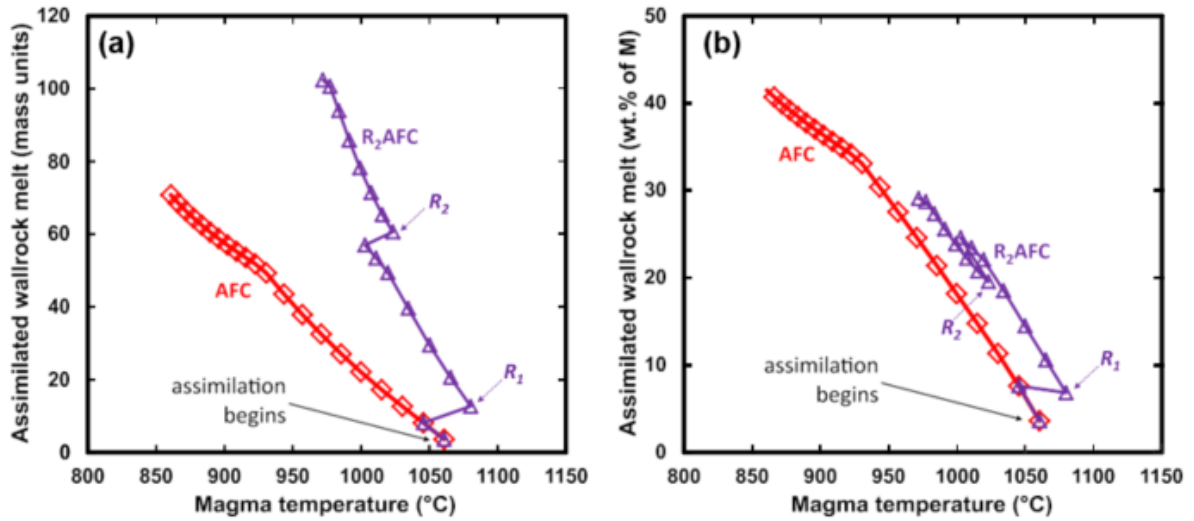 (a)
Assimilated wallrock melt (mass units)
120
100
80
60
40
20
0
R₂AFC
R₂
AFC
assimilation
begins
R₁
800 850 900 950 1000 1050 1100 1150
Magma temperature (°C)
(b)
Assimilated wallrock melt (wt.% of M)
50
40
30
20
10
0
AFC
R₂AFC
R₂
assimilation
begins
R₁
800 850 900 950 1000 1050 1100 1150
Magma temperature (°C)